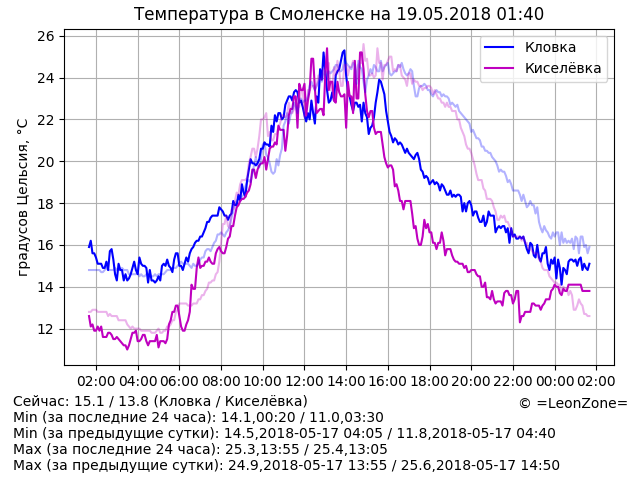 Температура в Смоленске на 19.05.2018 01:40
градусов Цельсия, °C
26
24
22
20
18
16
14
12
Кловка
Киселёвка
02:00 04:00 06:00 08:00 10:00 12:00 14:00 16:00 18:00 20:00 22:00 00:00 02:00
Сейчас: 15.1 / 13.8 (Кловка / Киселёвка)
© =LeonZone=
Min (за последние 24 часа): 14.1,00:20 / 11.0,03:30
Min (за предыдущие сутки): 14.5,2018-05-17 04:05 / 11.8,2018-05-17 04:40
Max (за последние 24 часа): 25.3,13:55 / 25.4,13:05
Max (за предыдущие сутки): 24.9,2018-05-17 13:55 / 25.6,2018-05-17 14:50